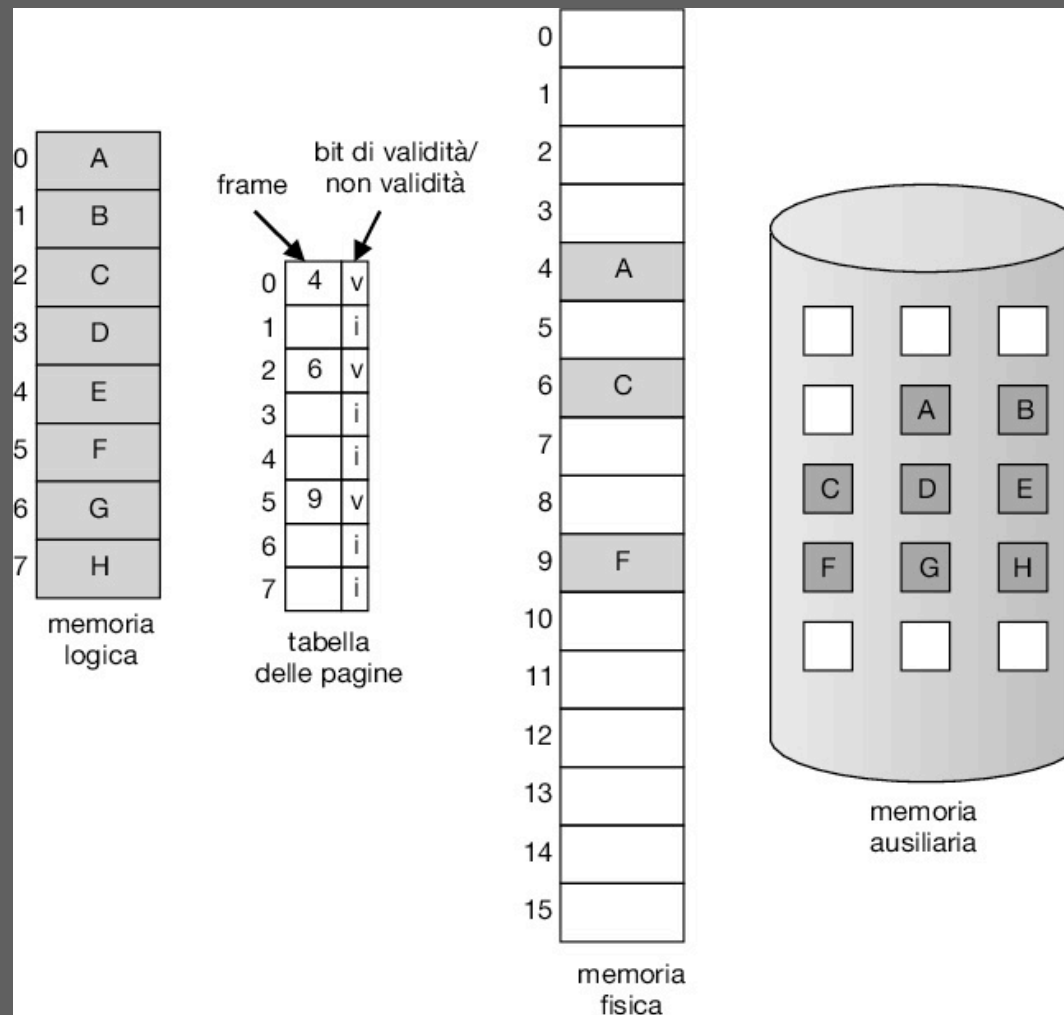 0 A
1 B
2 C
3 D
4 E
5 F
6 G
7 H
memoria
logica
frame
bit di validità/
non validità
0 4 v
1 i
2 6 v
3 i
4 i
5 9 v
6 i
7 i
tabella
delle pagine
0
1
2
3
4 A
5
6 C
7
8
9 F
10
11
12
13
14
15
memoria
fisica
A B
C D E
F G H
memoria
ausiliaria